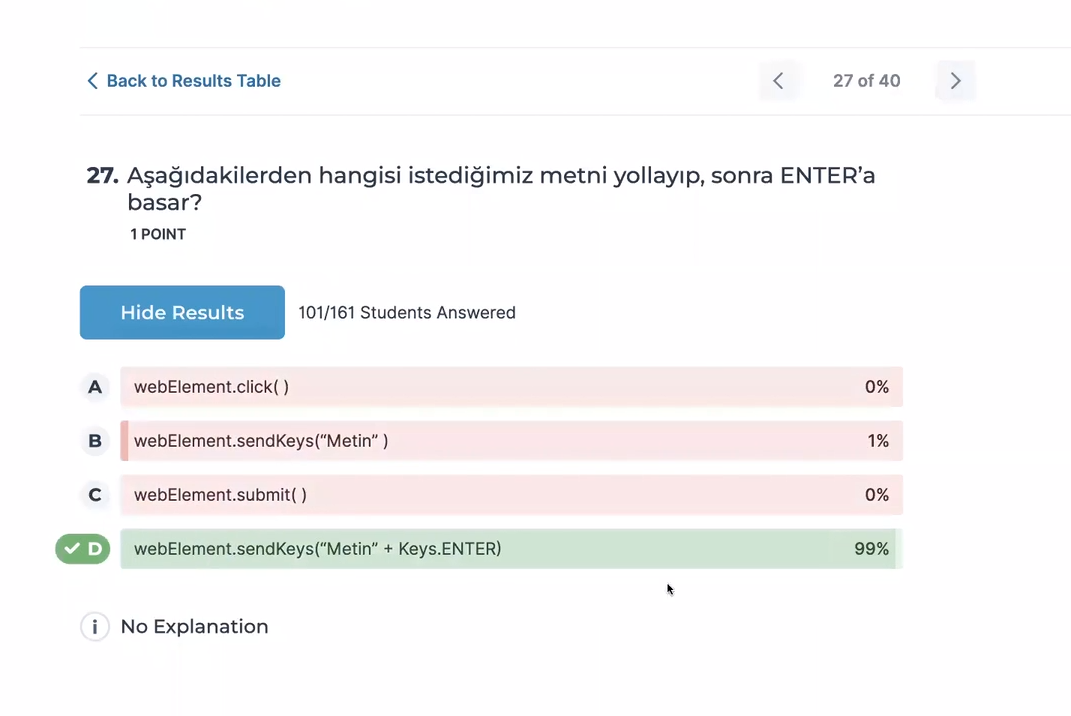 Back to Results Table
27 of 40
27. Aşağıdakilerden hangisi istediğimiz metni yollayıp, sonra ENTER’a
basar?
1 POINT
Hide Results
101/161 Students Answered
A webElement.click( ) 0%
B webElement.sendKeys(“Metin” ) 1%
C webElement.submit( ) 0%
D webElement.sendKeys(“Metin” + Keys.ENTER) 99%
i No Explanation